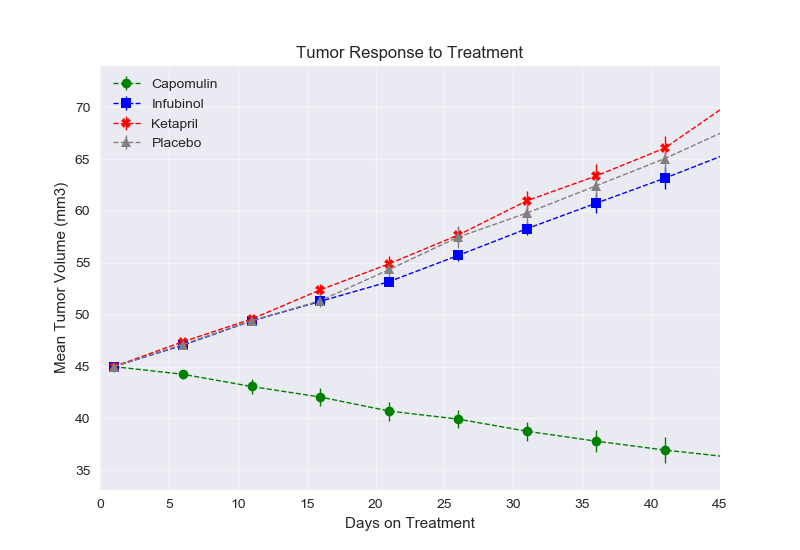 Tumor Response to Treatment
Capomulin
Infubinol
Ketapril
Placebo
Mean Tumor Volume (mm3)
70
65
60
55
50
45
40
35
0 5 10 15 20 25 30 35 40 45
Days on Treatment